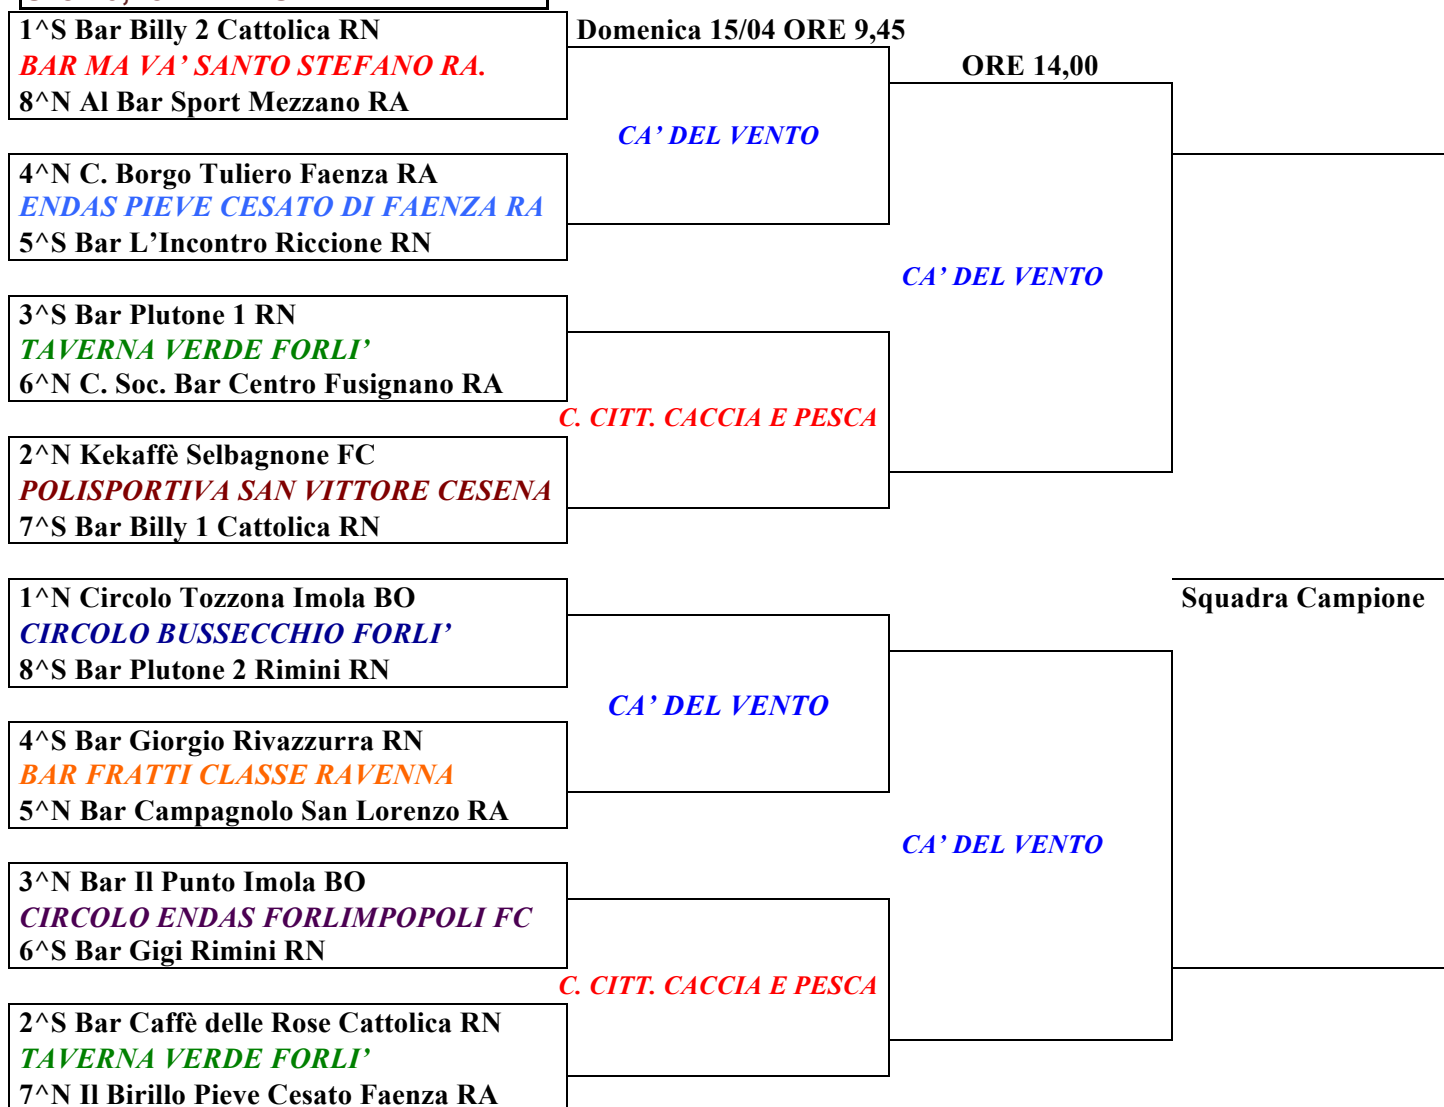 1^S Bar Billy 2 Cattolica RN
Domenica 15/04 ORE 9,45
BAR MA VA’ SANTO STEFANO RA.
ORE 14,00
8^N Al Bar Sport Mezzano RA
CA’ DEL VENTO
4^N C. Borgo Tuliero Faenza RA
ENDAS PIEVE CESATO DI FAENZA RA
5^S Bar L’Incontro Riccione RN
CA’ DEL VENTO
3^S Bar Plutone 1 RN
TAVERNA VERDE FORLI’
6^N C. Soc. Bar Centro Fusignano RA
C. CITT. CACCIA E PESCA
2^N Kekaffè Selbagnone FC
POLISPORTIVA SAN VITTORE CESENA
7^S Bar Billy 1 Cattolica RN
1^N Circolo Tozzona Imola BO
Squadra Campione
CIRCOLO BUSSECCHIO FORLI’
8^S Bar Plutone 2 Rimini RN
CA’ DEL VENTO
4^S Bar Giorgio Rivazzurra RN
BAR FRATTI CLASSE RAVENNA
5^N Bar Campagnolo San Lorenzo RA
CA’ DEL VENTO
3^N Bar Il Punto Imola BO
CIRCOLO ENDAS FORLIMPOPOLI FC
6^S Bar Gigi Rimini RN
C. CITT. CACCIA E PESCA
2^S Bar Caffè delle Rose Cattolica RN
TAVERNA VERDE FORLI’
7^N Il Birillo Pieve Cesato Faenza RA